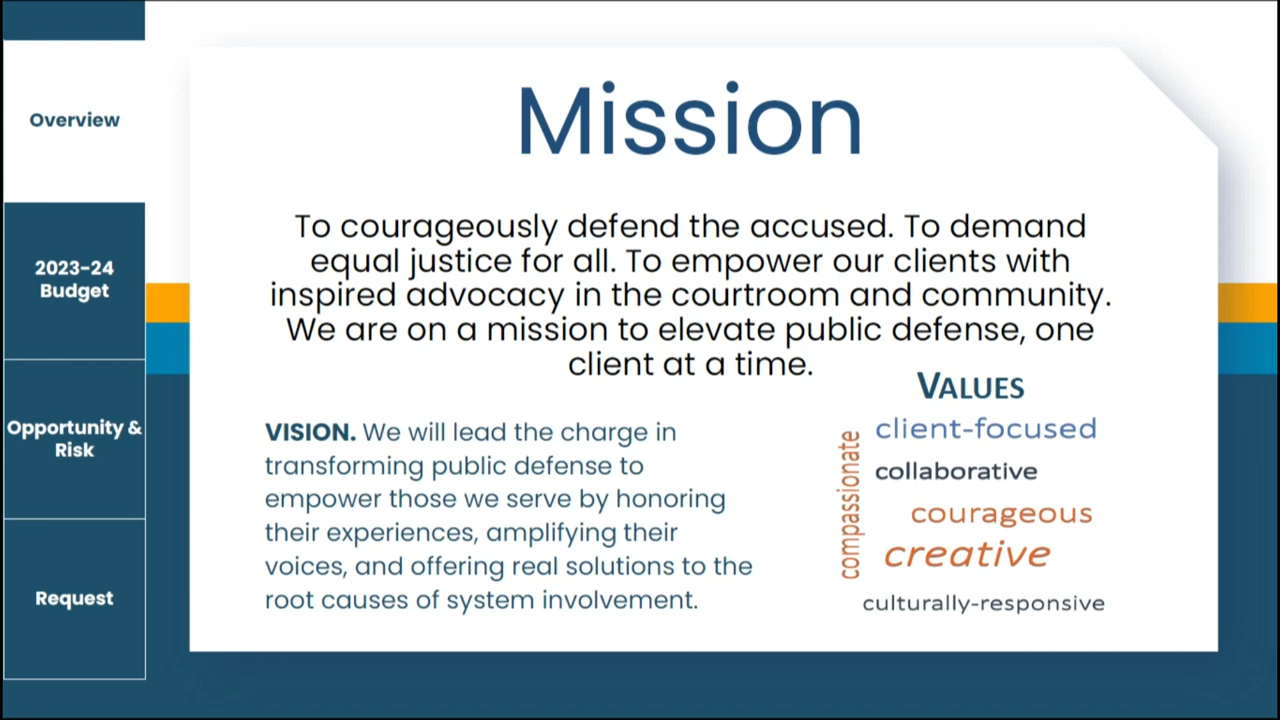 Overview
2023-24
Budget
Opportunity &
Risk
Request
Mission
To courageously defend the accused. To demand
equal justice for all. To empower our clients with
inspired advocacy in the courtroom and community.
We are on a mission to elevate public defense, one
client at a time.
VISION. We will lead the charge in
transforming public defense to
empower those we serve by honoring
their experiences, amplifying their
voices, and offering real solutions to the
root causes of system involvement.
VALUES
compassionate
client-focused
collaborative
courageous
creative
culturally-responsive